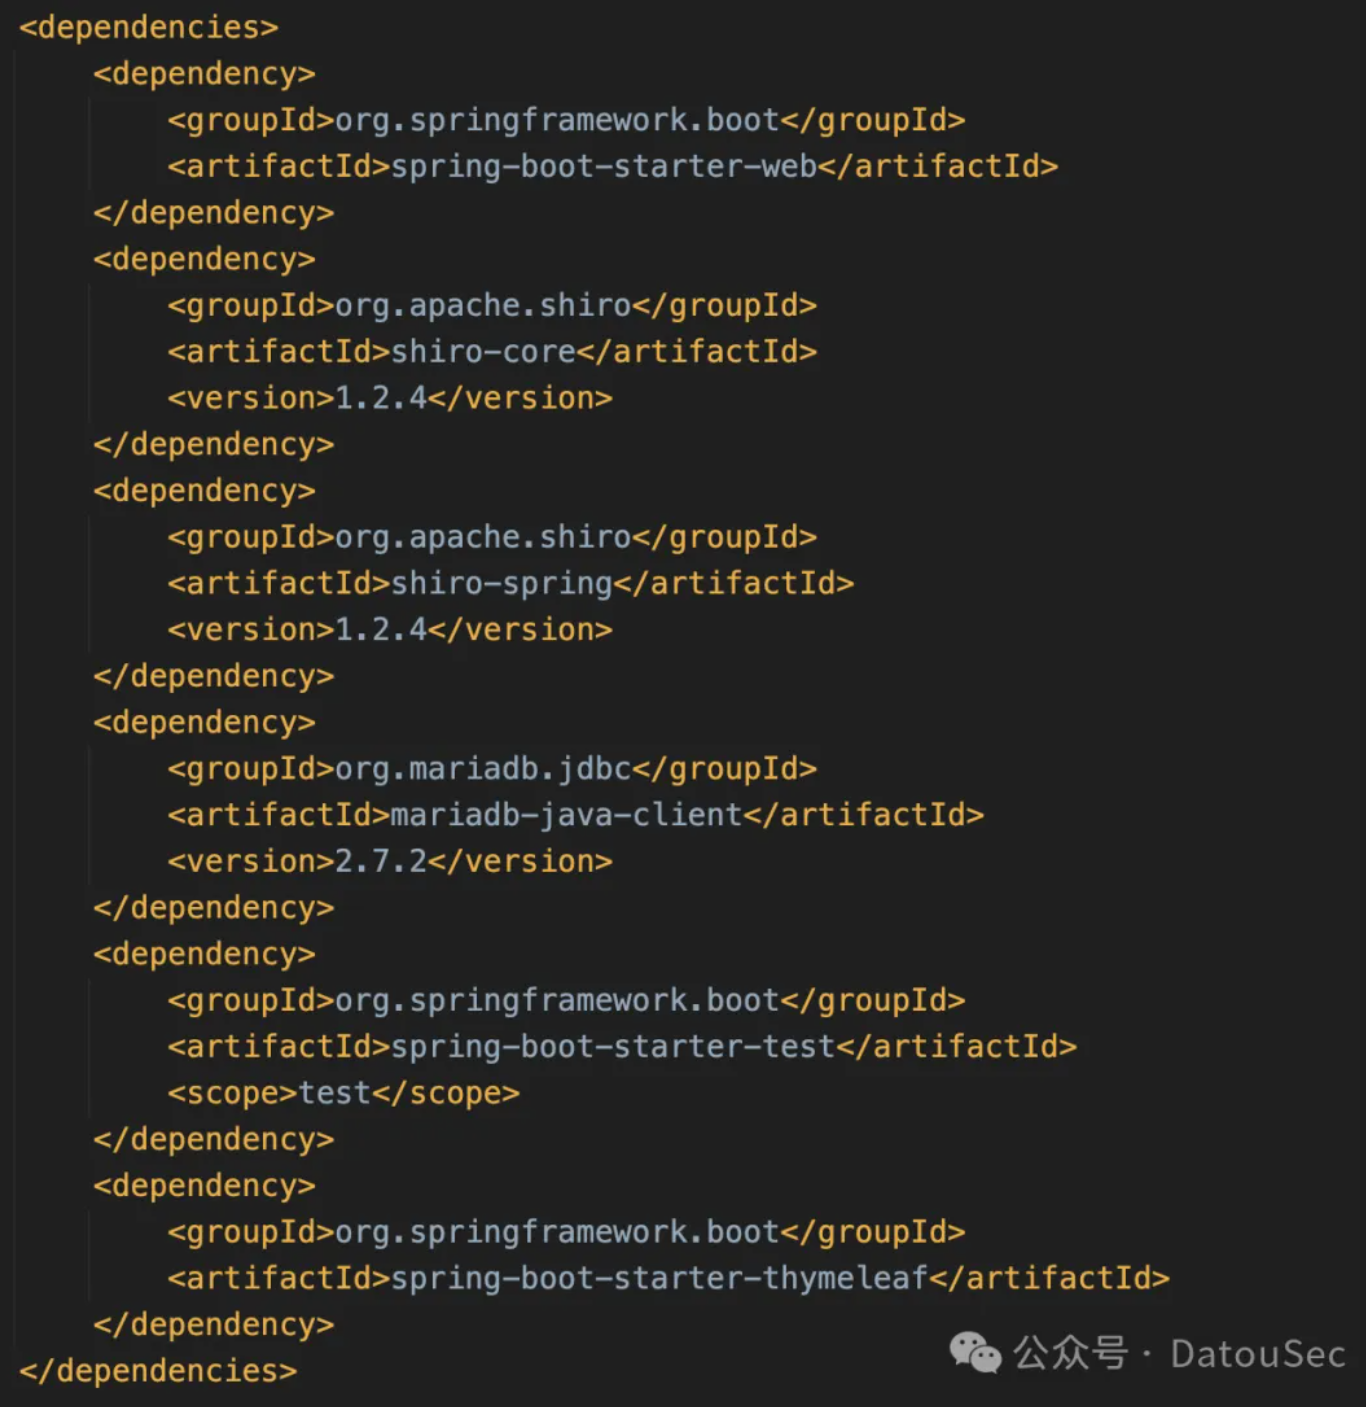 <dependencies>
    <dependency>
        <groupId>org.springframework.boot</groupId>
        <artifactId>spring-boot-starter-web</artifactId>
    </dependency>
    <dependency>
        <groupId>org.apache.shiro</groupId>
        <artifactId>shiro-core</artifactId>
        <version>1.2.4</version>
    </dependency>
    <dependency>
        <groupId>org.apache.shiro</groupId>
        <artifactId>shiro-spring</artifactId>
        <version>1.2.4</version>
    </dependency>
    <dependency>
        <groupId>org.mariadb.jdbc</groupId>
        <artifactId>mariadb-java-client</artifactId>
        <version>2.7.2</version>
    </dependency>
    <dependency>
        <groupId>org.springframework.boot</groupId>
        <artifactId>spring-boot-starter-test</artifactId>
        <scope>test</scope>
    </dependency>
    <dependency>
        <groupId>org.springframework.boot</groupId>
        <artifactId>spring-boot-starter-thymeleaf</artifactId>
    </dependency>
</dependencies>
公众号 · DatouSec